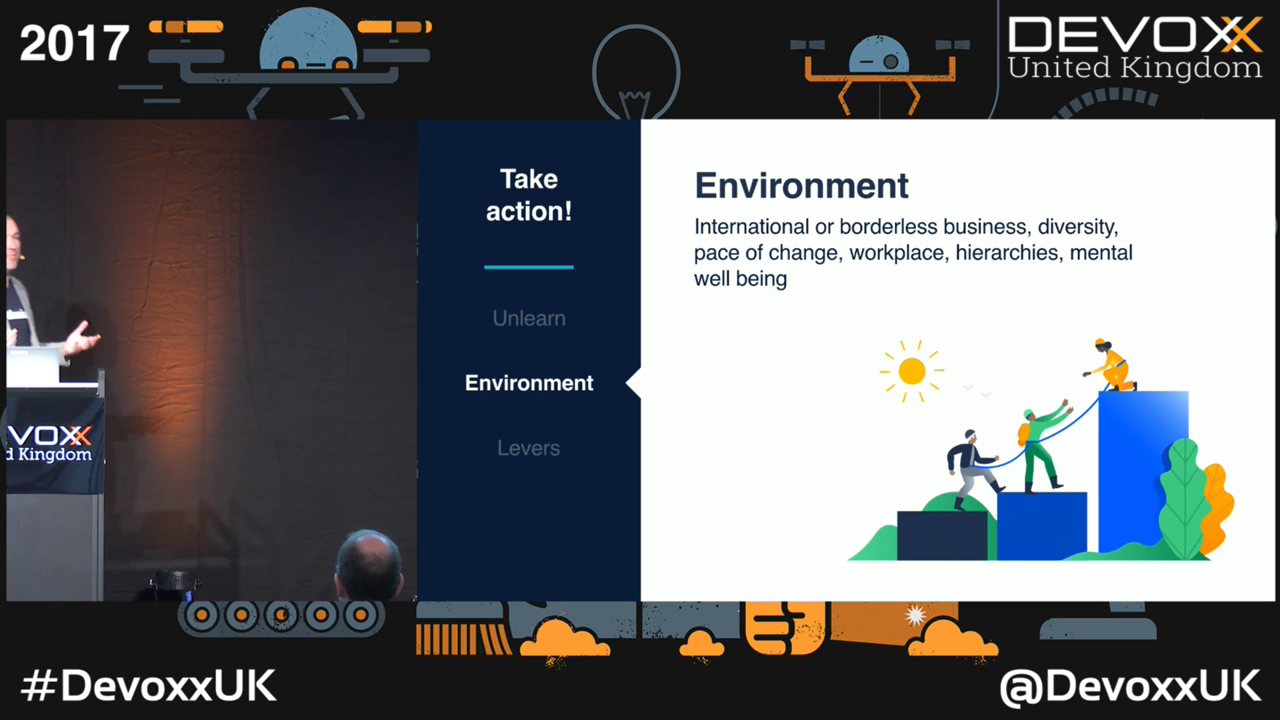 2017
DEVOXX
United Kingdom
Take
action!
Unlearn
Environment
Levers
Environment
International or borderless business, diversity,
pace of change, workplace, hierarchies, mental
well being
VOXX
d Kingdom
#DevoxxUK
@DevoxxUK